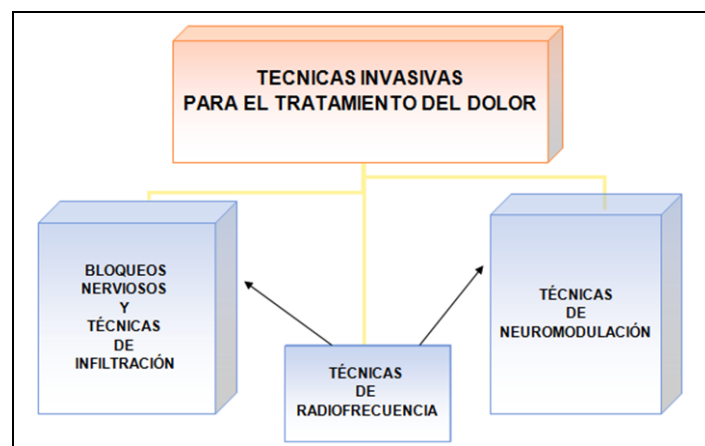 TECNICAS INVASIVAS
PARA EL TRATAMIENTO DEL DOLOR
BLOQUEOS
NERVIOSOS
Y
TÉCNICAS
DE
INFILTRACIÓN
TÉCNICAS
DE
RADIOFRECUENCIA
TÉCNICAS
DE
NEUROMODULACIÓN